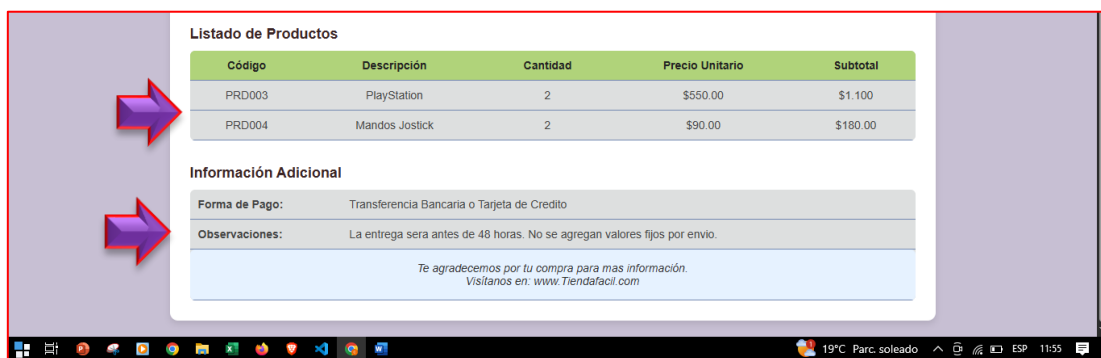 Listado de Productos
Código Descripción Cantidad Precio Unitario Subtotal
PRD003 PlayStation 2 $550.00 $1.100
PRD004 Mandos Jostick 2 $90.00 $180.00
Información Adicional
Forma de Pago: Transferencia Bancaria o Tarjeta de Credito
Observaciones: La entrega sera antes de 48 horas. No se agregan valores fijos por envio.
Te agradecemos por tu compra para mas información.
Visítanos en: www.Tiendafacil.com
19°C Parc. soleado ESP 11:55